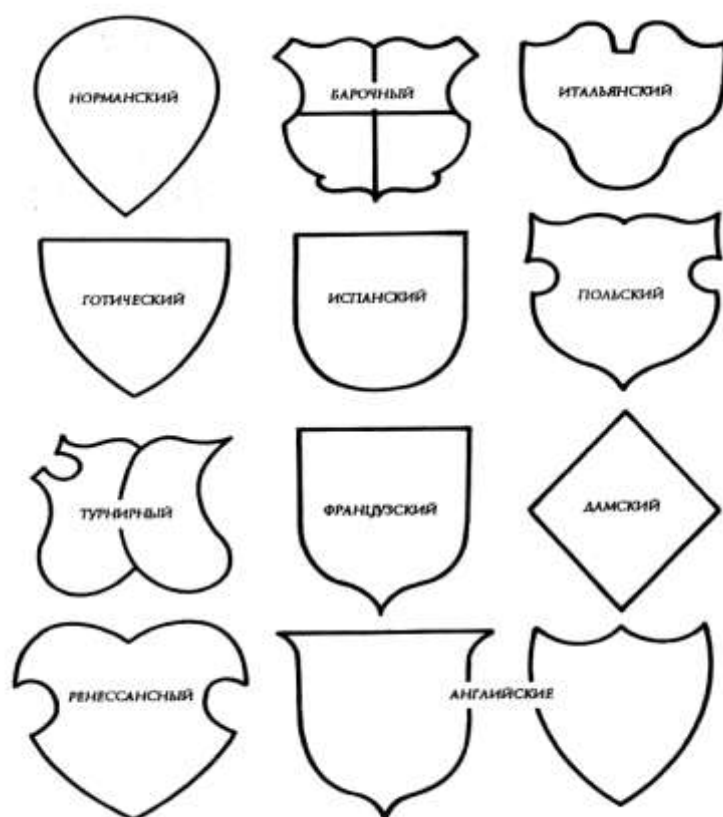 НОРМАНСКИЙ
БАРОЧНЫЙ
ИТАЛЬЯНСКИЙ
ГОТИЧЕСКИЙ
ИСПАНСКИЙ
ПОЛЬСКИЙ
ТУРНИРНЫЙ
ФРАНЦУЗСКИЙ
ДАМСКИЙ
РЕНЕССАНСНЫЙ
АНГЛИЙСКИЕ